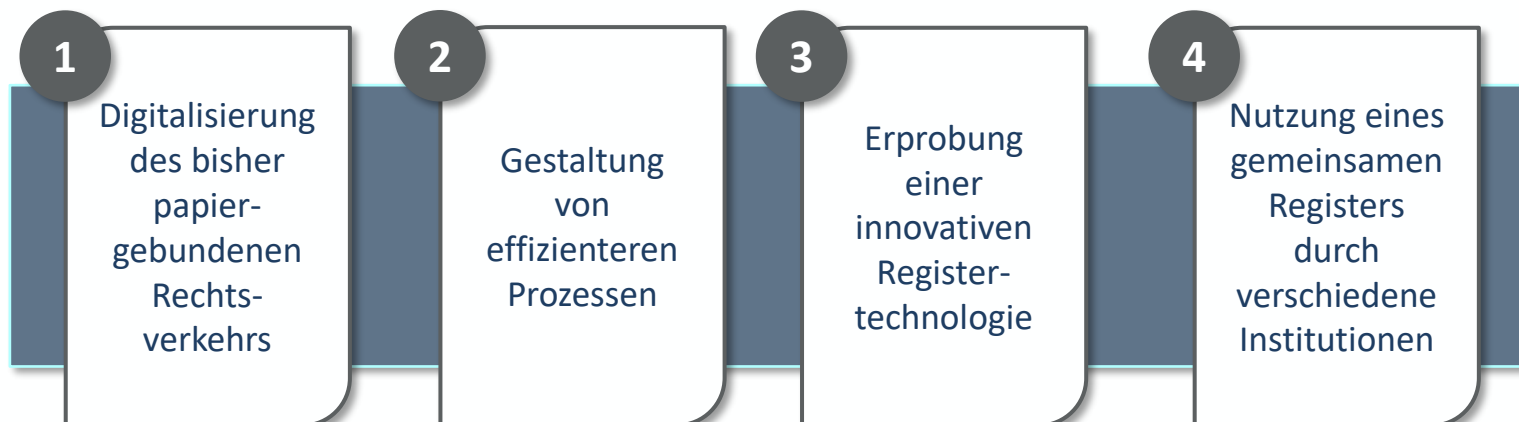 1
Digitalisierung
des bisher
papier-
gebundenen
Rechts-
verkehrs
2
Gestaltung
von
effizienteren
Prozessen
3
Erprobung
einer
innovativen
Register-
technologie
4
Nutzung eines
gemeinsamen
Registers
durch
verschiedene
Institutionen